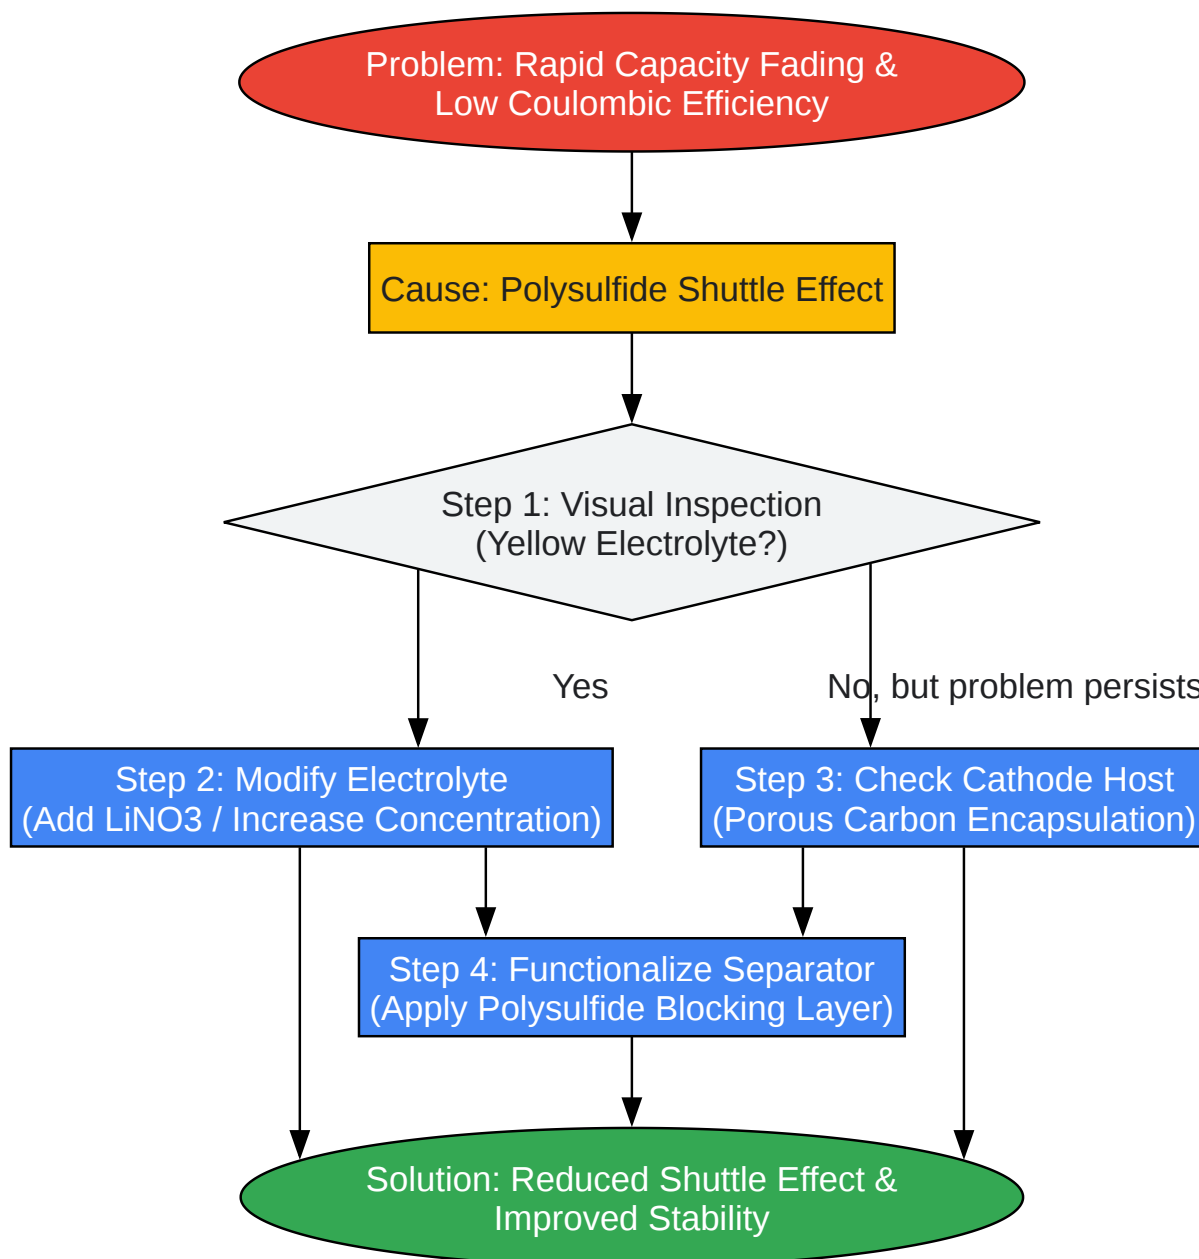 Problem: Rapid Capacity Fading &
Low Coulombic Efficiency
Cause: Polysulfide Shuttle Effect
Step 1: Visual Inspection
(Yellow Electrolyte?)
Yes
No, but problem persists
Step 2: Modify Electrolyte
(Add LiNO3 / Increase Concentration)
Step 3: Check Cathode Host
(Porous Carbon Encapsulation)
Step 4: Functionalize Separator
(Apply Polysulfide Blocking Layer)
Solution: Reduced Shuttle Effect &
Improved Stability